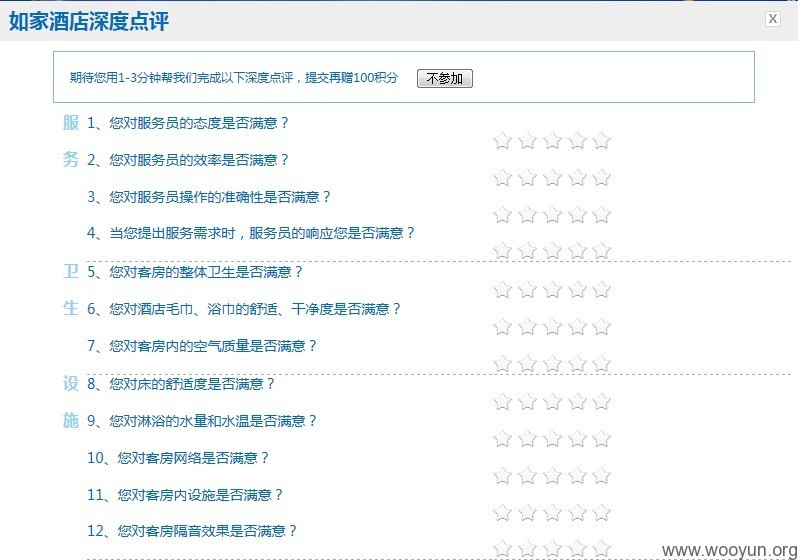 如家酒店深度点评
X
期待您用1-3分钟帮我们完成以下深度点评，提交再赠100积分 不参加
服 1、您对服务员的态度是否满意？
务 2、您对服务员的效率是否满意？
3、您对服务员操作的准确性是否满意？
4、当您提出服务需求时，服务员的响应您是否满意？
卫 5、您对客房的整体卫生是否满意？
生 6、您对酒店毛巾、浴巾的舒适、干净度是否满意？
7、您对客房内的空气质量是否满意？
设 8、您对床的舒适度是否满意？
施 9、您对淋浴的水量和水温是否满意？
10、您对客房网络是否满意？
11、您对客房内设施是否满意？
12、您对客房隔音效果是否满意？
www.wooyun.org